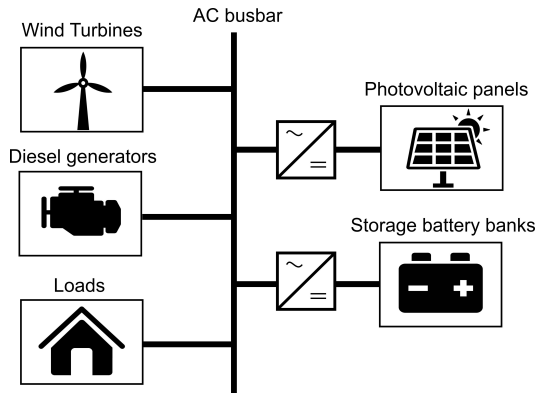 AC busbar
Wind Turbines
Photovoltaic panels
Diesel generators
Storage battery banks
Loads